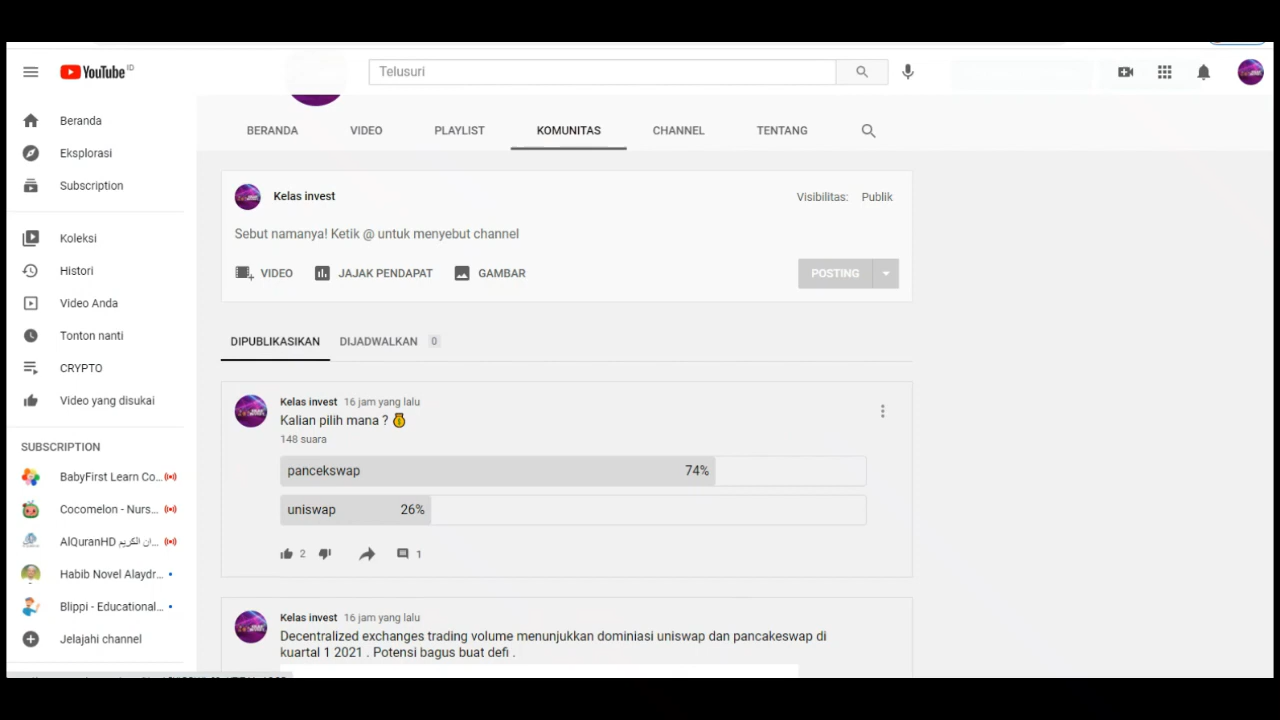 YouTube ID
Telusuri
Beranda
Eksplorasi
Subscription
Koleksi
Histori
Video Anda
Tonton nanti
CRYPTO
Video yang disukai
SUBSCRIPTION
BabyFirst Learn Co...
Cocomelon - Nurs...
AlQuranHD ان الكريم...
Habib Novel Alaydr...
Blippi - Educational...
Jelajahi channel
BERANDA VIDEO PLAYLIST KOMUNITAS CHANNEL TENTANG
Kelas invest Visibilitas: Publik
Sebut namanya! Ketik @ untuk menyebut channel
VIDEO JAJAK PENDAPAT GAMBAR POSTING
DIPUBLIKASIKAN DIJADWALKAN 0
Kelas invest 16 jam yang lalu
Kalian pilih mana ? 💰
148 suara
pancekswap 74%
uniswap 26%
2 1
Kelas invest 16 jam yang lalu
Decentralized exchanges trading volume menunjukkan dominiasi uniswap dan pancakeswap di
kuartal 1 2021 . Potensi bagus buat defi .